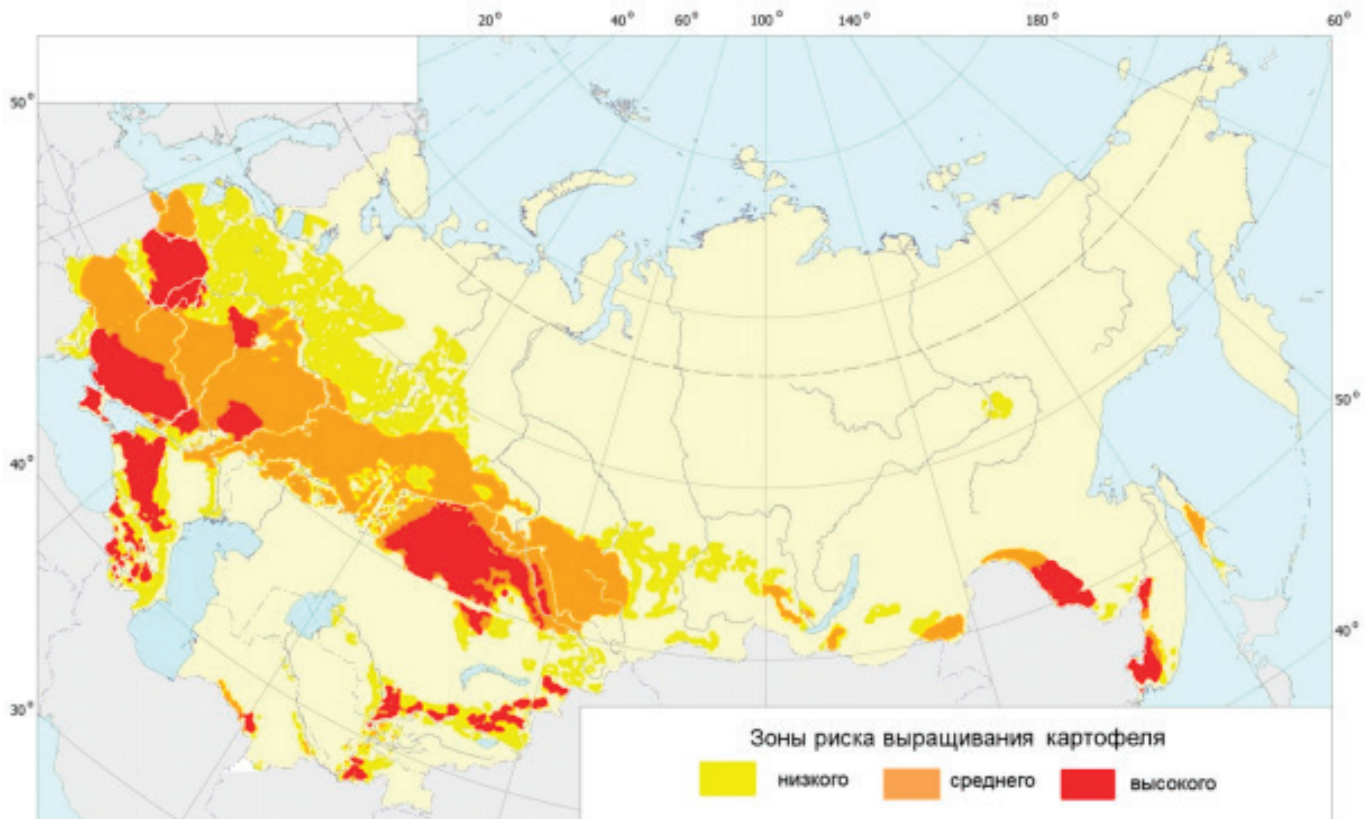 20° 40° 60° 100° 140° 180° 60°
50°
50°
40°
40°
30°
Зоны риска выращивания картофеля
низкого среднего высокого